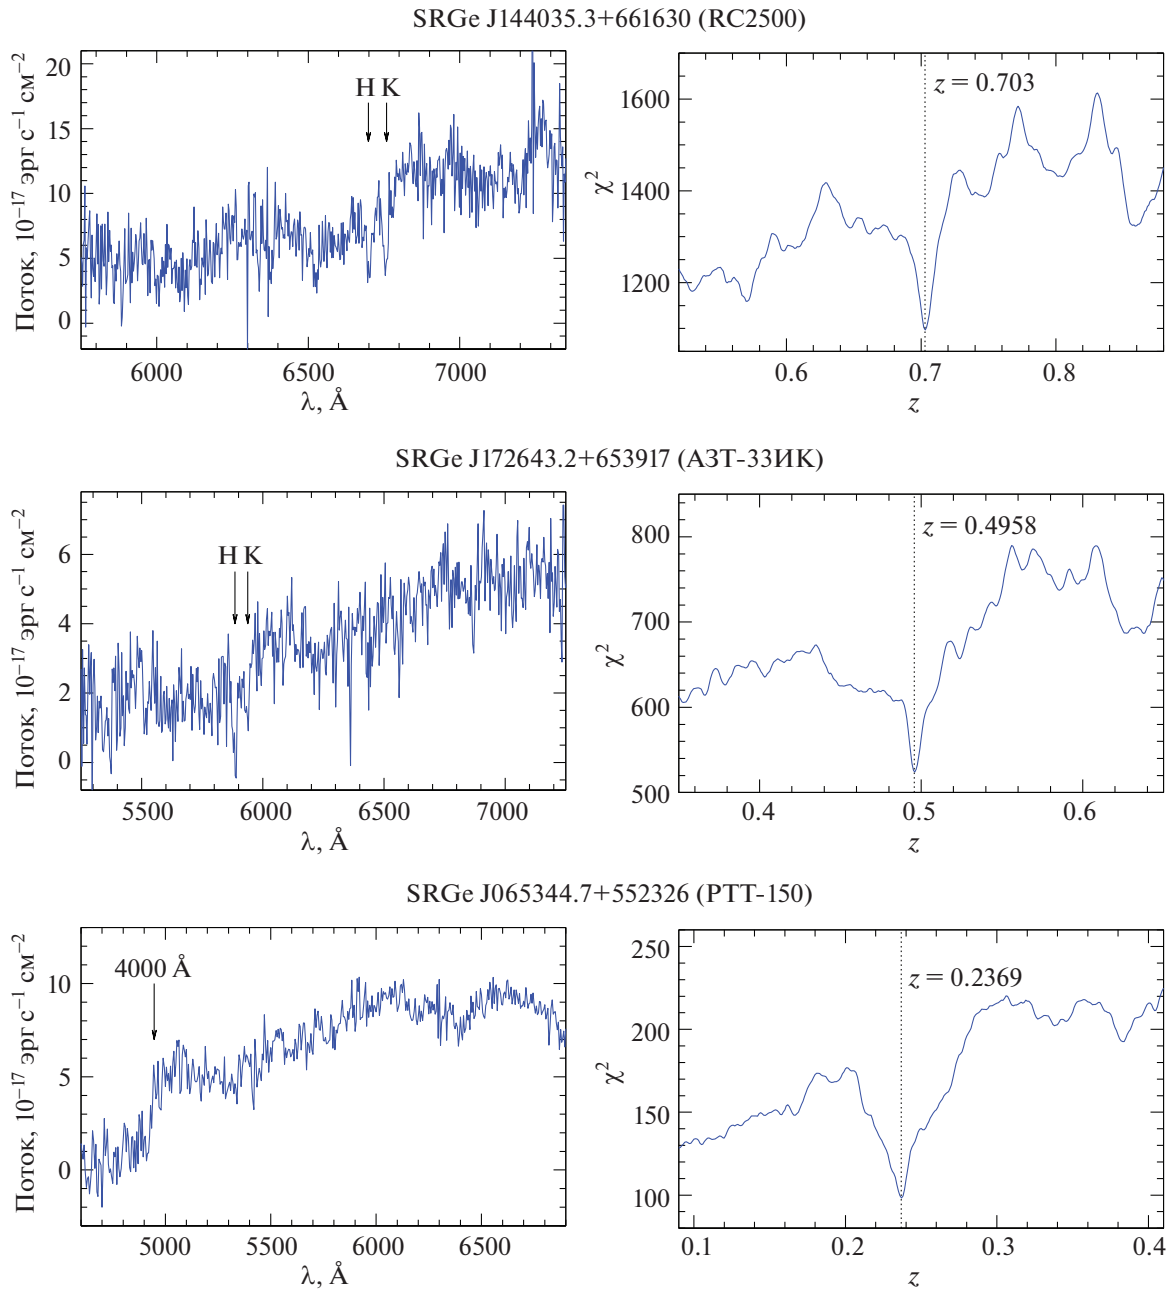 SRGe J144035.3+661630 (RC2500)
Поток, 10⁻¹⁷ эрг с⁻¹ см⁻²
20
15
10
5
0
H K
6000 6500 7000
λ, Å
χ²
1600
1400
1200
z = 0.703
0.6 0.7 0.8
z
SRGe J172643.2+653917 (АЗТ-33ИК)
Поток, 10⁻¹⁷ эрг с⁻¹ см⁻²
6
4
2
0
H K
5500 6000 6500 7000
λ, Å
χ²
800
700
600
500
z = 0.4958
0.4 0.5 0.6
z
SRGe J065344.7+552326 (РТТ-150)
Поток, 10⁻¹⁷ эрг с⁻¹ см⁻²
10
5
0
4000 Å
5000 5500 6000 6500
λ, Å
χ²
250
200
150
100
z = 0.2369
0.1 0.2 0.3 0.4
z